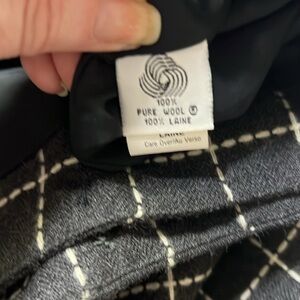 100%
PURE WOOL ®
100% LAINE
LAINE
Care Over/Au Verso